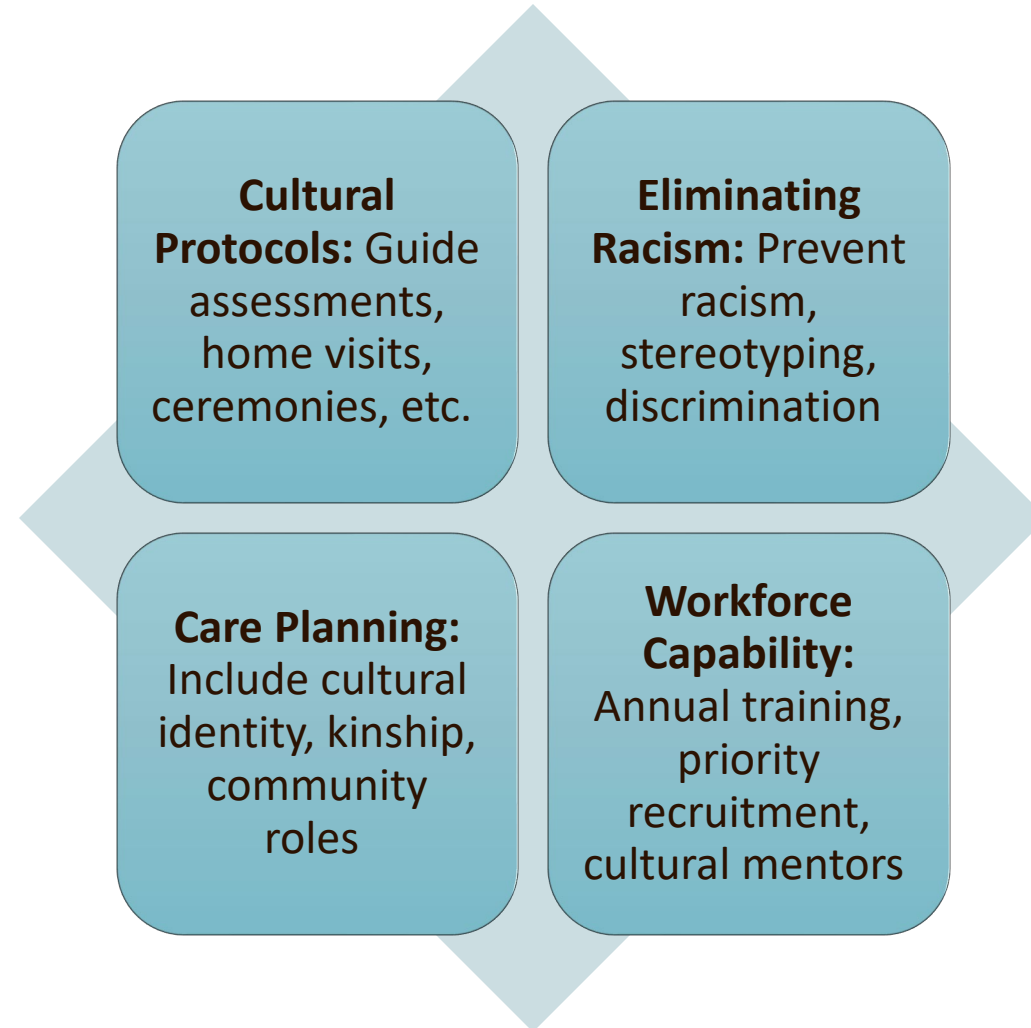 Cultural
Protocols: Guide
assessments,
home visits,
ceremonies, etc.
Eliminating
Racism: Prevent
racism,
stereotyping,
discrimination
Care Planning:
Include cultural
identity, kinship,
community
roles
Workforce
Capability:
Annual training,
priority
recruitment,
cultural mentors